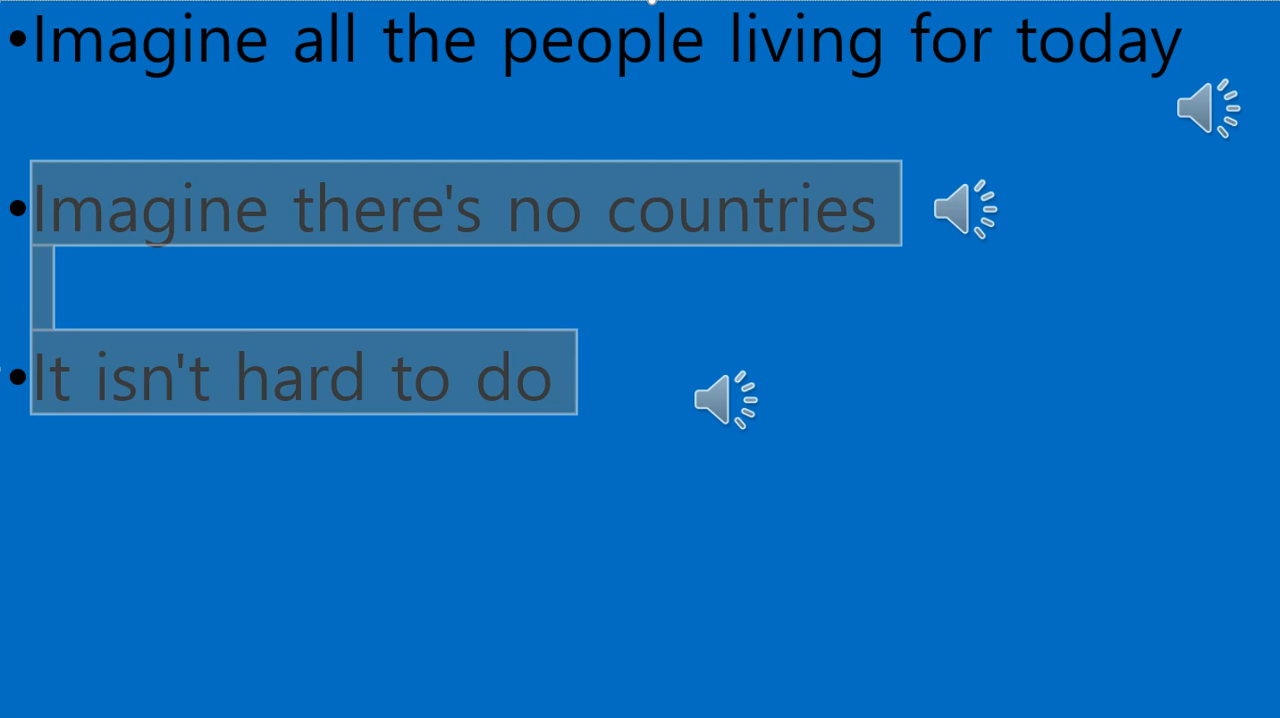 •Imagine all the people living for today
•Imagine there's no countries
•It isn't hard to do